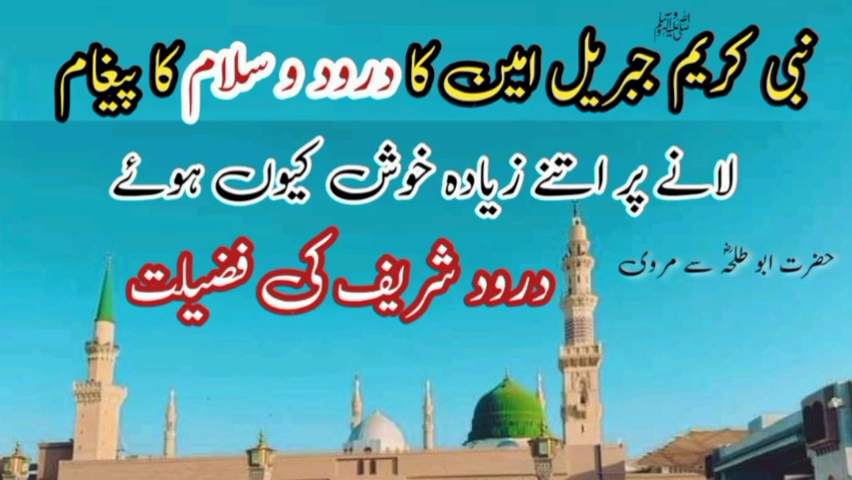 نبی کریم ﷺ جبریل امین کا درود و سلام کا پیغام
لانے پر اتنے زیادہ خوش کیوں ہوئے
حضرت ابو طلحہؓ سے مروی
درود شریف کی فضیلت